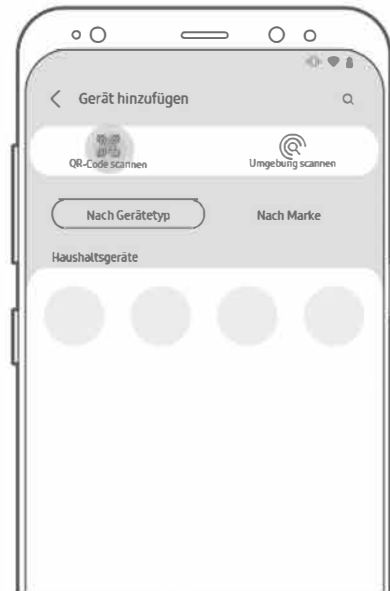 Gerät hinzufügen
QR-Code scannen
Umgebung scannen
Nach Gerätetyp
Nach Marke
Haushaltsgeräte